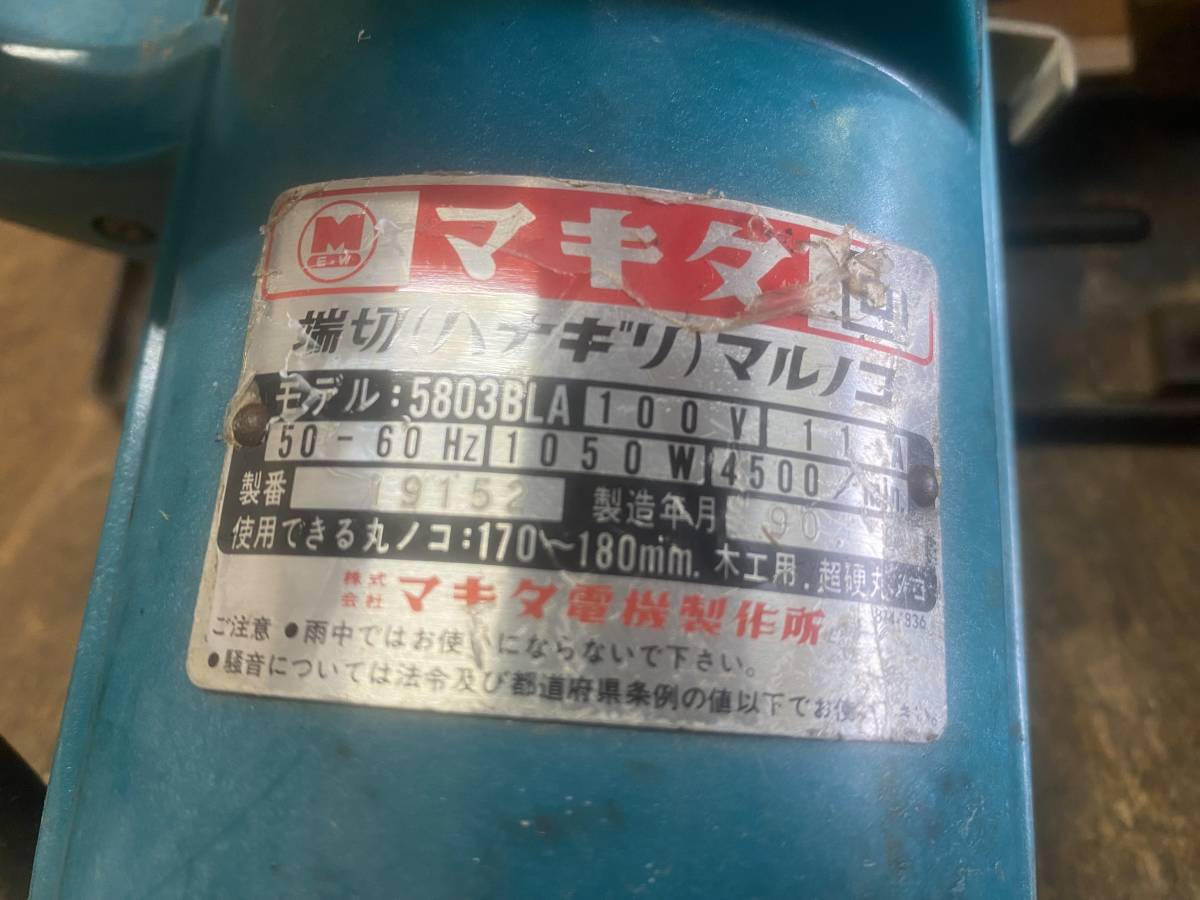 M
M
E.W
マキタ
端切(ハナギリ)マルノコ
モデル:5803BLA 100V 11A
50-60Hz 1050W 4500/min.
製番 19152 製造年月 90.
使用できる丸ノコ:170〜180mm. 木工用.超硬丸ノコ
株式会社 マキタ電機製作所
ご注意 ●雨中ではお使いにならないで下さい。
●騒音については法令及び都道府県条例の値以下でお使